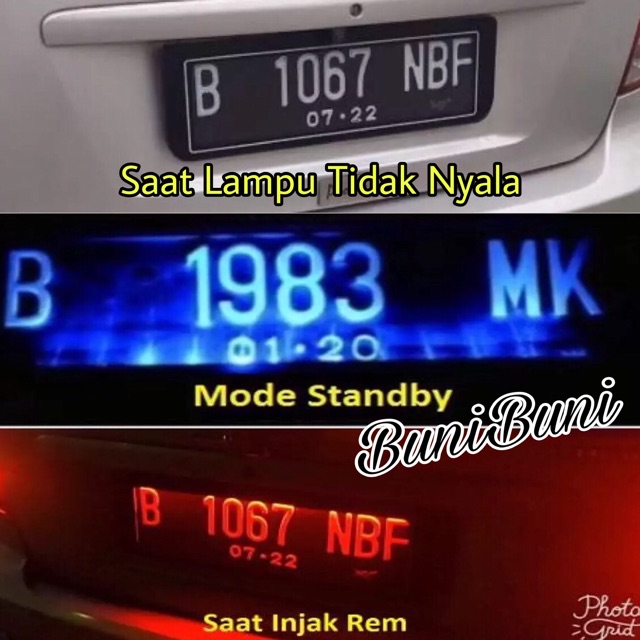 B 1067 NBF
07·22
Saat Lampu Tidak Nyala
B 1983 MK
01·20
Mode Standby
BuniBuni
B 1067 NBF
07·22
Saat Injak Rem
Photo
Grid